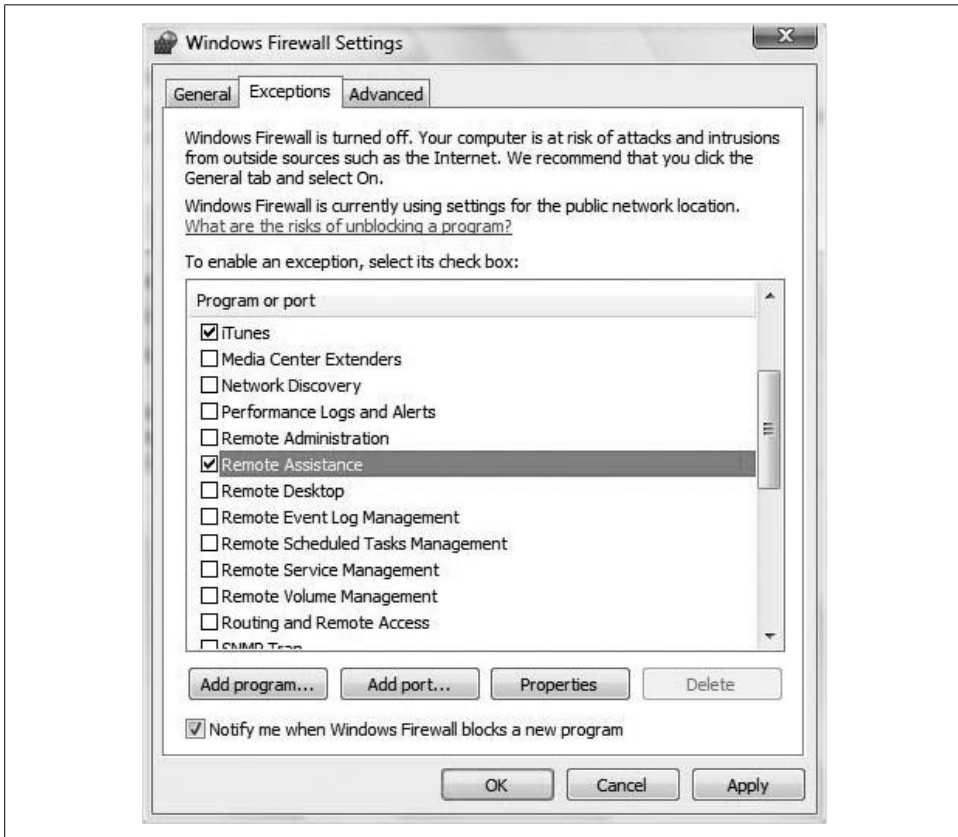 Windows Firewall Settings
General Exceptions Advanced
Windows Firewall is turned off. Your computer is at risk of attacks and intrusions
from outside sources such as the Internet. We recommend that you click the
General tab and select On.
Windows Firewall is currently using settings for the public network location.
What are the risks of unblocking a program?
To enable an exception, select its check box:
Program or port
iTunes
Media Center Extenders
Network Discovery
Performance Logs and Alerts
Remote Administration
Remote Assistance
Remote Desktop
Remote Event Log Management
Remote Scheduled Tasks Management
Remote Service Management
Remote Volume Management
Routing and Remote Access
SNMP Trap
Add program... Add port... Properties Delete
Notify me when Windows Firewall blocks a new program
OK Cancel Apply